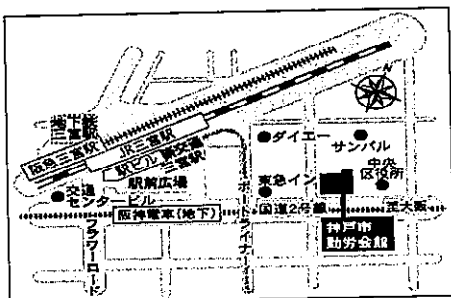 地下鉄
三宮駅
阪急三宮駅
JR三宮駅
駅ビル
新交通
三宮駅
駅前広場
交通
センタービル
阪神電車(地下)
フラワーロード
ポートライナー
ダイエー
サンパル
中央
区役所
東急イン
国道2号線
至大阪
神戸市
勤労会館
N